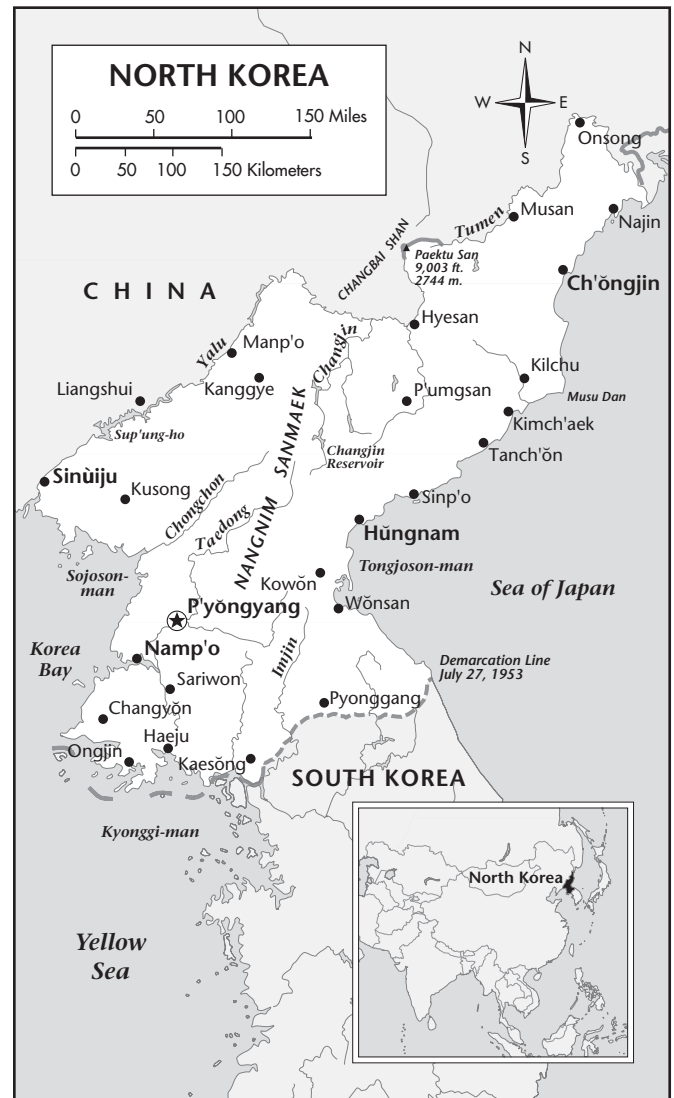 NORTH KOREA
0 50 100 150 Miles
0 50 100 150 Kilometers
N
W E
S
Onsong
Musan
Tumen
Najin
CHANGBAI SHAN
Paektu San
9,003 ft.
2744 m.
Ch'ŏngjin
CHINA
Hyesan
Yalu
Manp'o
Changjin
Kilchu
Liangshui
Kanggye
P'umgsan
Musu Dan
Kimch'aek
Sup'ung-ho
NANGNIM SANMAEK
Changjin
Reservoir
Tanch'ŏn
Sinùiju
Kusong
Sinp'o
Chongchon
Taedong
Hŭngnam
Sojoson-
man
Kowŏn
Tongjoson-man
Sea of Japan
P'yŏngyang
Wŏnsan
Korea
Bay
Namp'o
Imjin
Demarcation Line
July 27, 1953
Sariwon
Changyŏn
Pyonggang
Haeju
Ongjin
Kaesŏng
SOUTH KOREA
Kyonggi-man
North Korea
Yellow
Sea